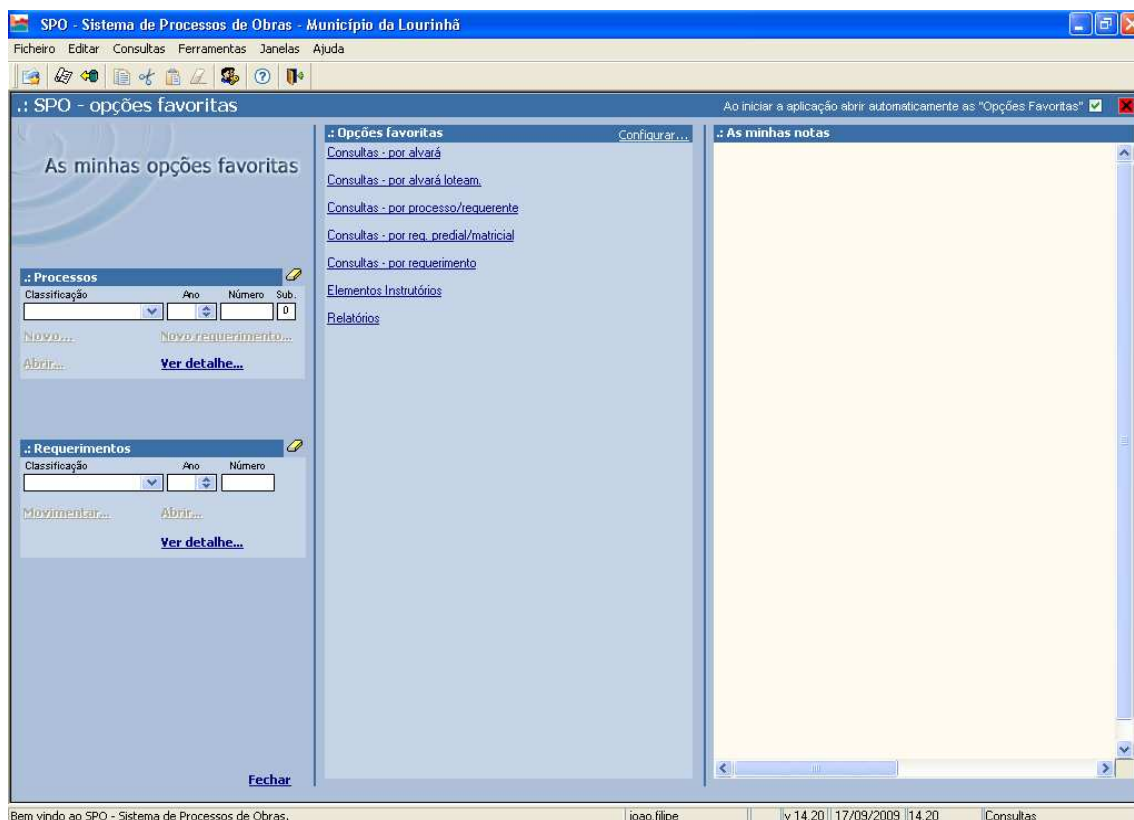 SPO - Sistema de Processos de Obras - Município da Lourinhã
Ficheiro Editar Consultas Ferramentas Janelas Ajuda
.: SPO - opções favoritas
Ao iniciar a aplicação abrir automaticamente as "Opções Favoritas"
As minhas opções favoritas
.: Processos
Classificação Ano Número Sub.
0
Novo... Novo requerimento...
Abrir... Ver detalhe...
.: Requerimentos
Classificação Ano Número
Movimentar... Abrir...
Ver detalhe...
Fechar
.: Opções favoritas Configurar...
Consultas - por alvará
Consultas - por alvará loteam.
Consultas - por processo/requerente
Consultas - por req. predial/matricial
Consultas - por requerimento
Elementos Instrutórios
Relatórios
.: As minhas notas
Bem vindo ao SPO - Sistema de Processos de Obras. joao.filipe v 14.20 17/09/2009 14.20 Consultas